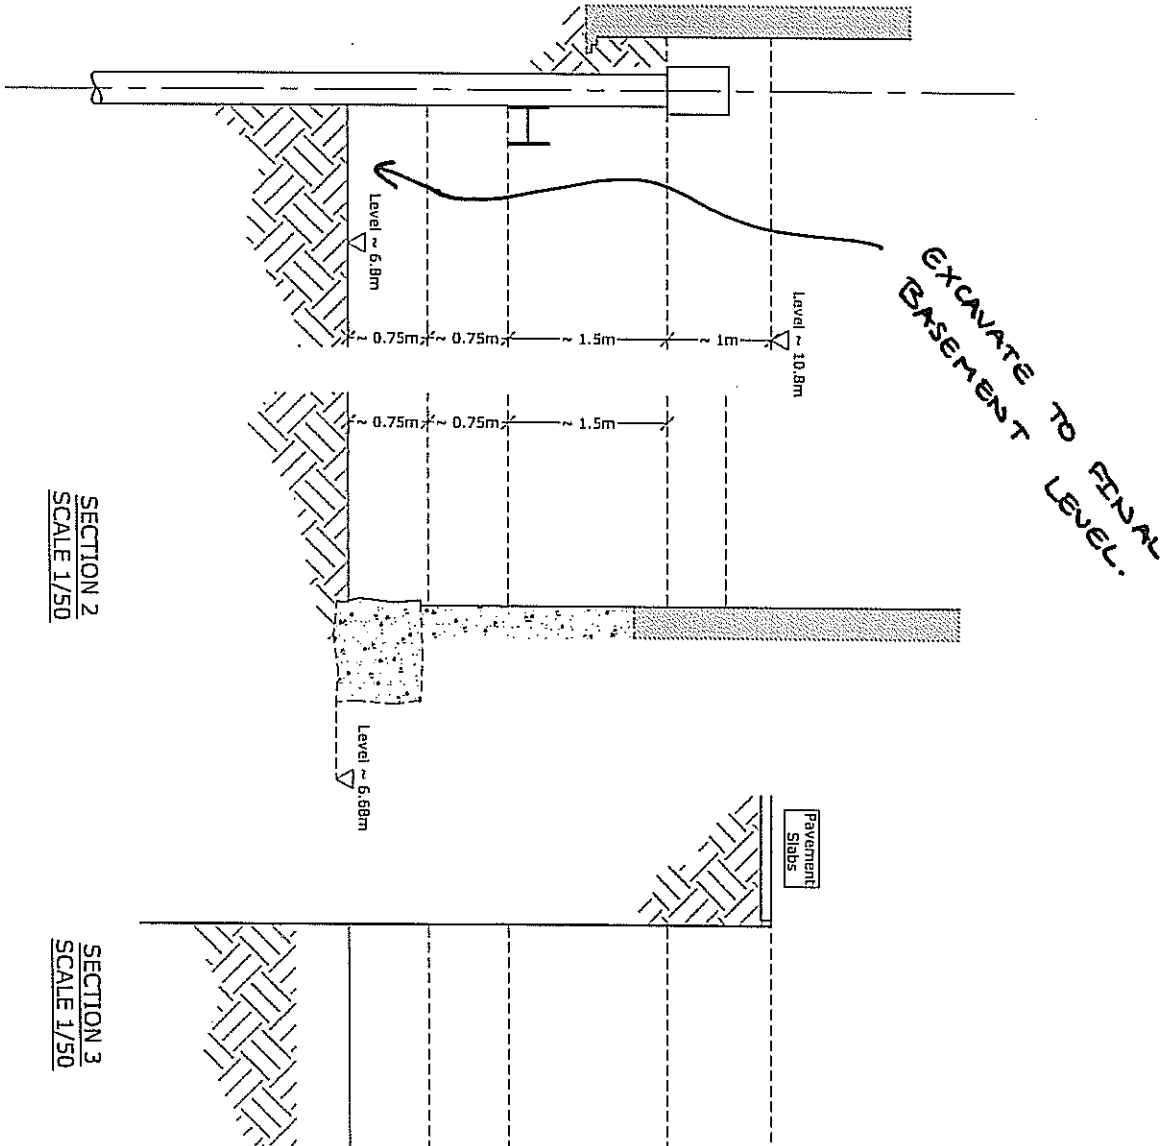 EXCAVATE TO FINAL
BASEMENT LEVEL.
Level ~ 10.8m
~ 0.75m
~ 0.75m
~ 1.5m
~ 1m
Level ~ 6.8m
~ 0.75m
~ 0.75m
~ 1.5m
Level ~ 6.68m
SECTION 2
SCALE 1/50
Pavement
Slabs
SECTION 3
SCALE 1/50